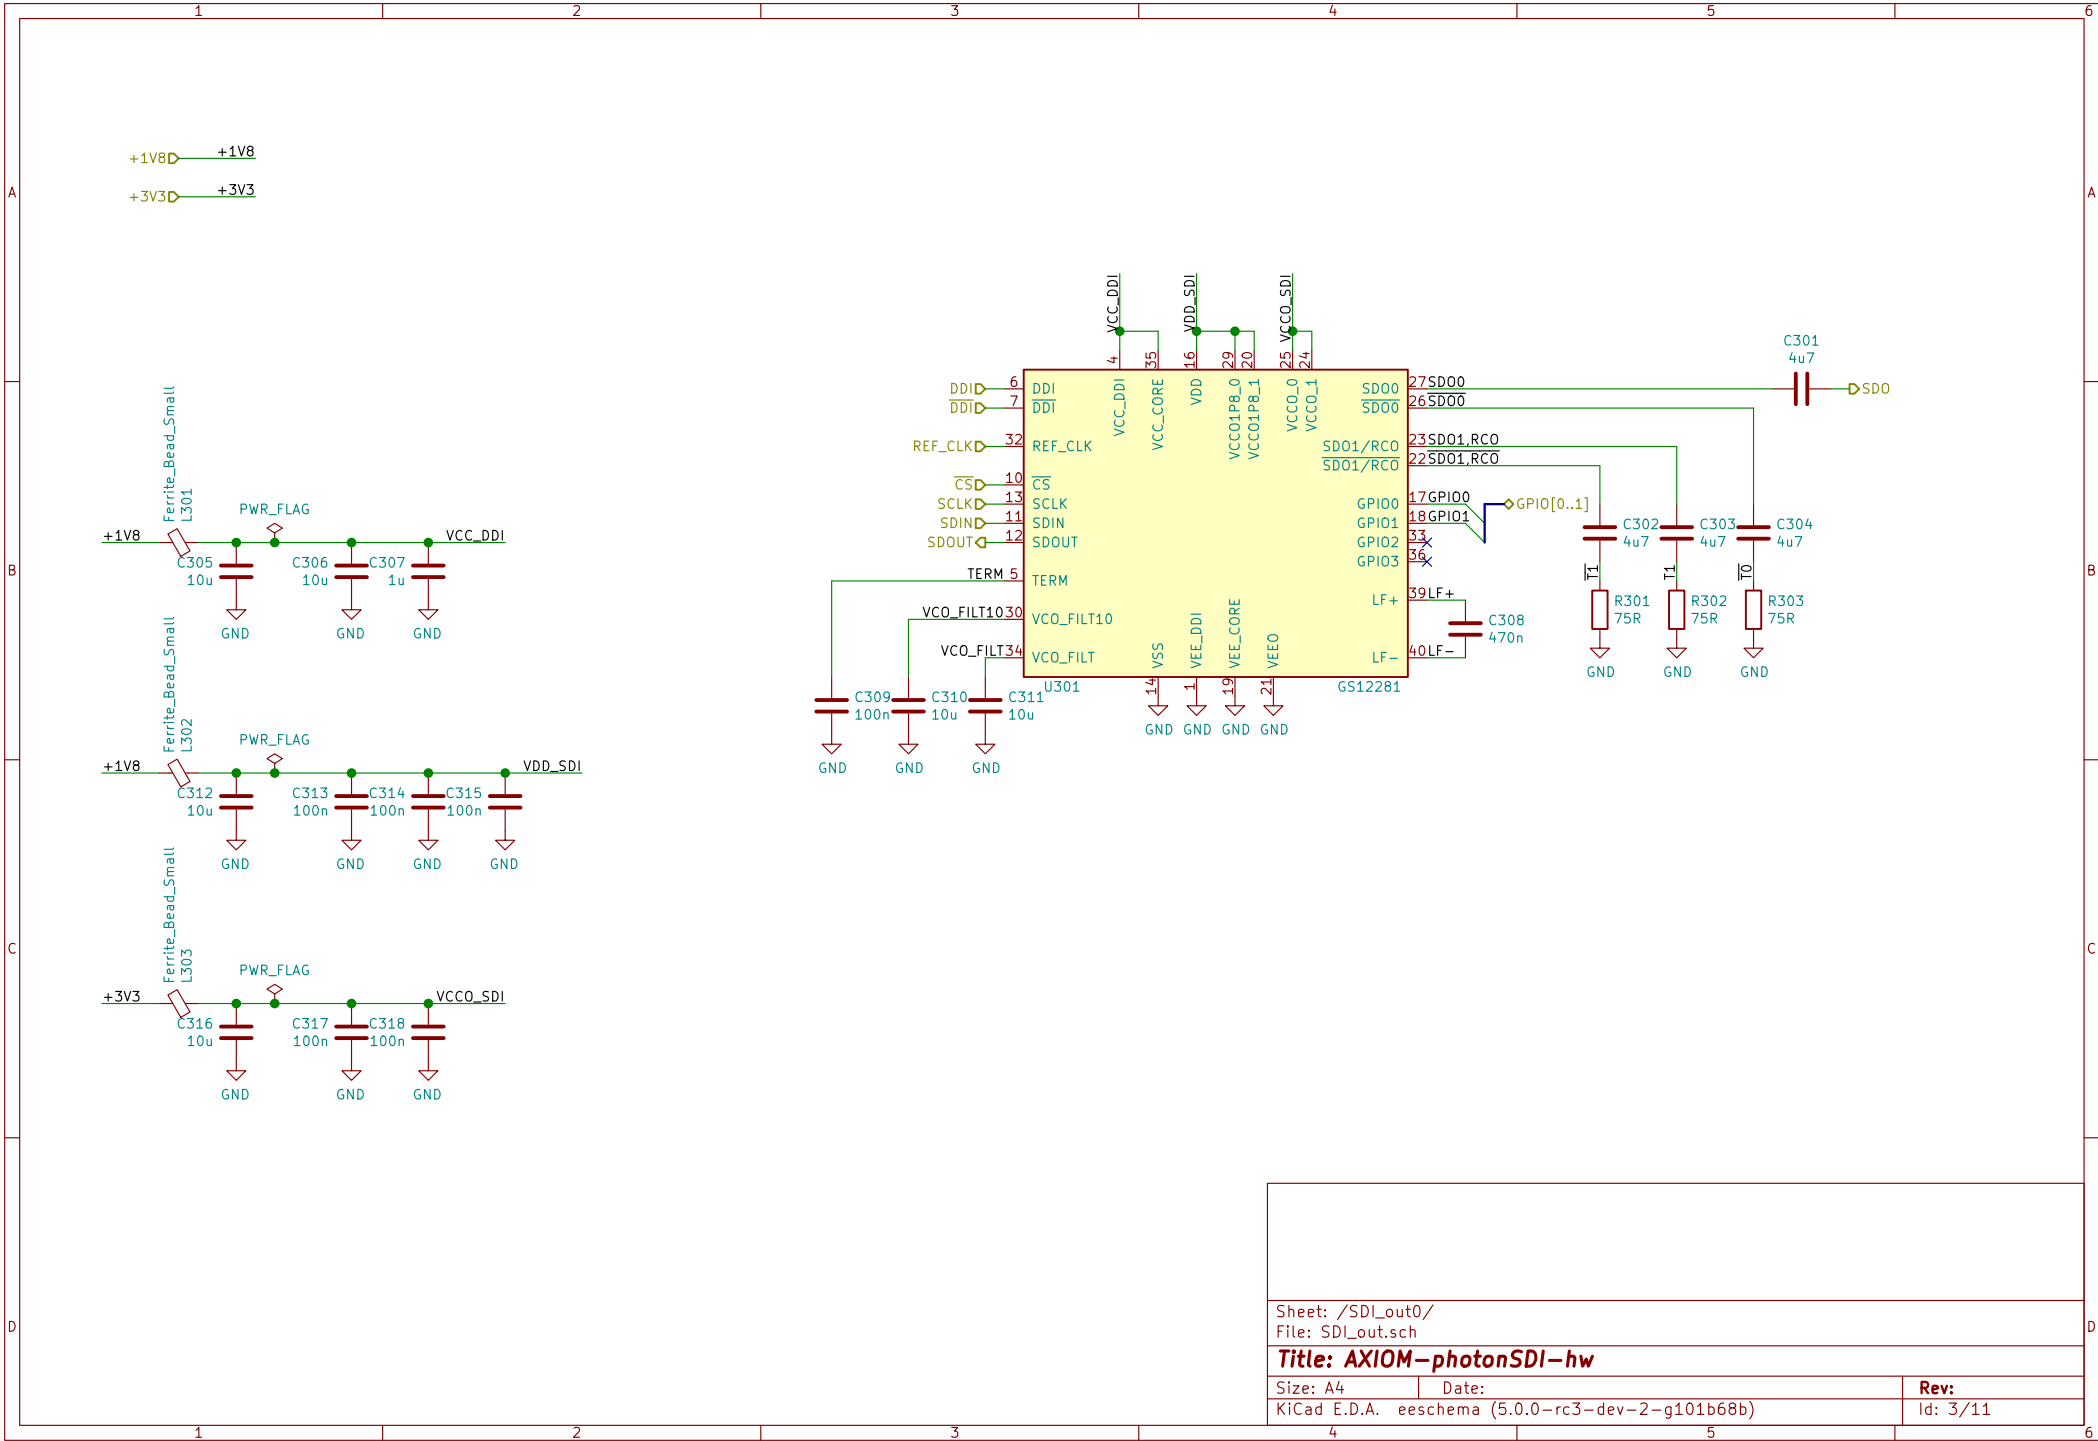 1 2 3 4 5 6
A A
B B
C C
D D
+1V8 +1V8
+3V3 +3V3
Ferrite_Bead_Small
L301
PWR_FLAG
+1V8 VCC_DDI
C305 C306 C307
10u 10u 1u
GND GND GND
Ferrite_Bead_Small
L302
PWR_FLAG
+1V8 VDD_SDI
C312 C313 C314 C315
10u 100n 100n 100n
GND GND GND GND
Ferrite_Bead_Small
L303
PWR_FLAG
+3V3 VCCO_SDI
C316 C317 C318
10u 100n 100n
GND GND GND
VCC_DDI VDD_SDI VCCO_SDI
4 35 16 29 20 25 24
VCC_DDI VCC_CORE VDD VCCO1P8_0 VCCO1P8_1 VCCO_0 VCCO_1
DDI 6 DDI
DDI 7 DDI
REF_CLK 32 REF_CLK
CS 10 CS
SCLK 13 SCLK
SDIN 11 SDIN
SDOUT 12 SDOUT
TERM 5 TERM
VCO_FILT10 30 VCO_FILT10
VCO_FILT 34 VCO_FILT
SDO0 27 SDO0
SDO0 26 SDO0
SDO1/RCO 23 SDO1,RCO
SDO1/RCO 22 SDO1,RCO
GPIO0 17 GPIO0
GPIO1 18 GPIO1
GPIO2 33
GPIO3 36
LF+ 39 LF+
LF- 40 LF-
GPIO[0..1]
VSS VEE_DDI VEE_CORE VEEO
14 1 19 21
U301 GS12281
GND GND GND GND
C309 C310 C311
100n 10u 10u
GND GND GND
C308
470n
C301
4u7
SDO
C302 C303 C304
4u7 4u7 4u7
T1 T1 T0
R301 R302 R303
75R 75R 75R
GND GND GND
Sheet: /SDI_out0/
File: SDI_out.sch
Title: AXIOM-photonSDI-hw
Size: A4 Date: Rev:
KiCad E.D.A. eeschema (5.0.0-rc3-dev-2-g101b68b) Id: 3/11
1 2 3 4 5 6